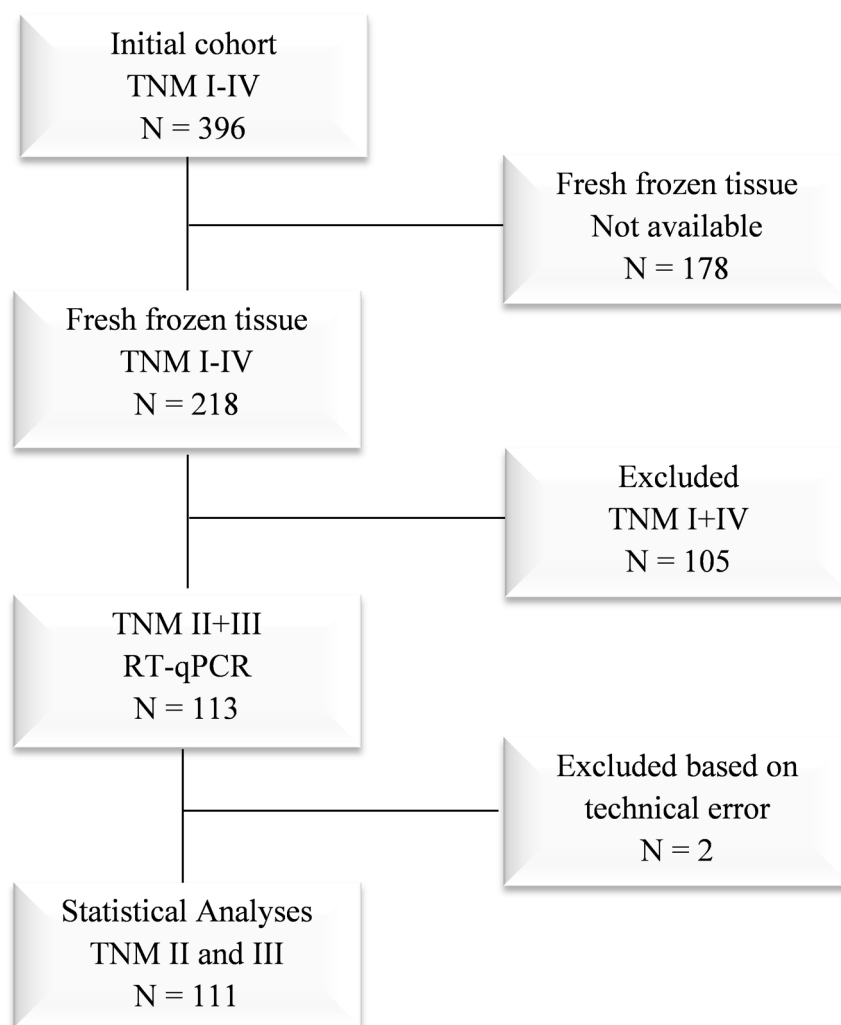 Initial cohort
TNM I-IV
N = 396
Fresh frozen tissue
Not available
N = 178
Fresh frozen tissue
TNM I-IV
N = 218
Excluded
TNM I+IV
N = 105
TNM II+III
RT-qPCR
N = 113
Excluded based on
technical error
N = 2
Statistical Analyses
TNM II and III
N = 111